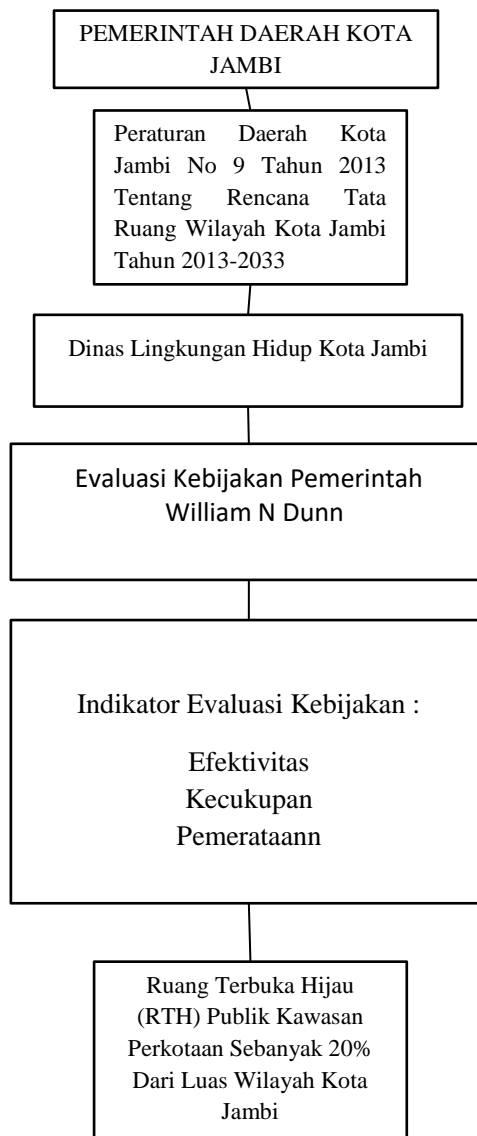 PEMERINTAH DAERAH KOTA
JAMBI
Peraturan Daerah Kota
Jambi No 9 Tahun 2013
Tentang Rencana Tata
Ruang Wilayah Kota Jambi
Tahun 2013-2033
Dinas Lingkungan Hidup Kota Jambi
Evaluasi Kebijakan Pemerintah
William N Dunn
Indikator Evaluasi Kebijakan :
Efektivitas
Kecukupan
Pemerataann
Ruang Terbuka Hijau
(RTH) Publik Kawasan
Perkotaan Sebanyak 20%
Dari Luas Wilayah Kota
Jambi